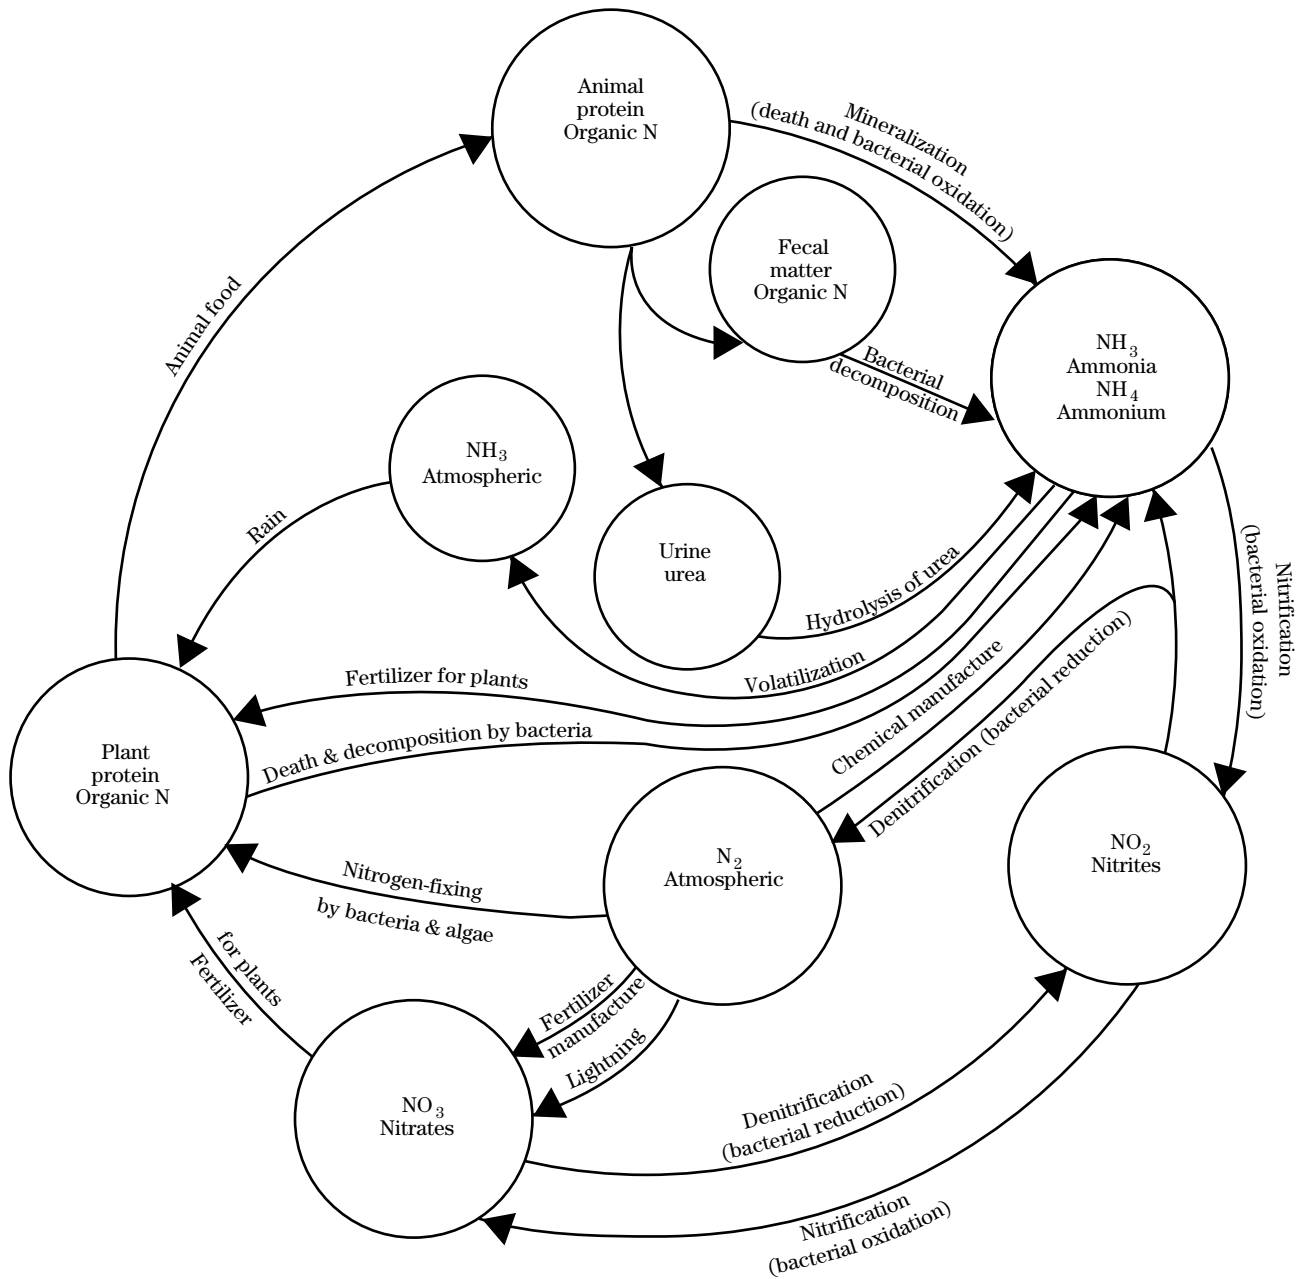 Animal
protein
Organic N
Mineralization
(death and bacterial oxidation)
Fecal
matter
Organic N
Animal food
NH3
Ammonia
NH4
Ammonium
Bacterial
decomposition
NH3
Atmospheric
Rain
Urine
urea
Hydrolysis of urea
Nitrification
(bacterial oxidation)
Volatilization
Fertilizer for plants
Chemical manufacture
Denitrification (bacterial reduction)
Death & decomposition by bacteria
Plant
protein
Organic N
N2
Atmospheric
NO2
Nitrites
Nitrogen-fixing
by bacteria & algae
for plants
Fertilizer
Fertilizer
manufacture
Lightning
NO3
Nitrates
Denitrification
(bacterial reduction)
Nitrification
(bacterial oxidation)